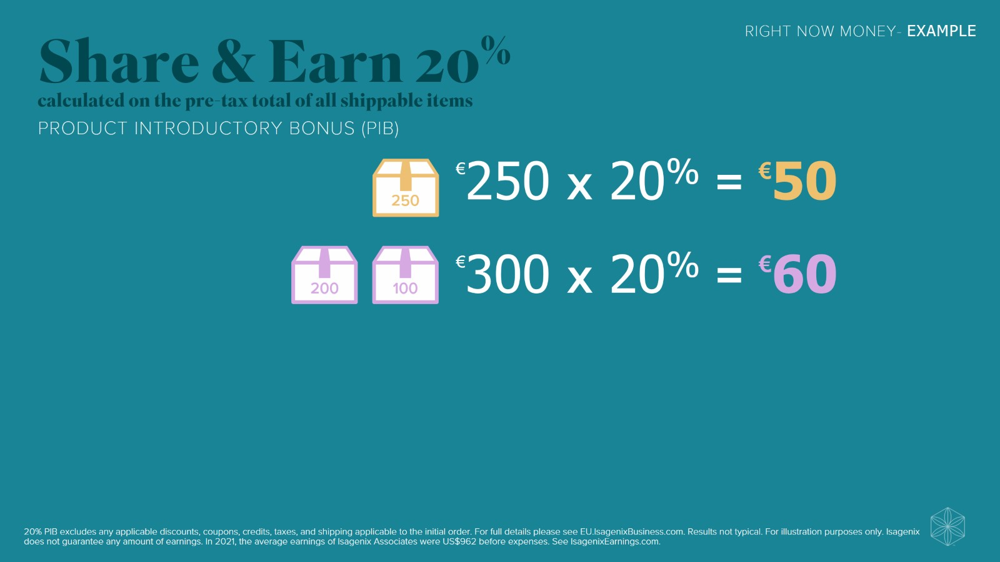 RIGHT NOW MONEY- EXAMPLE
Share & Earn 20%
calculated on the pre-tax total of all shippable items
PRODUCT INTRODUCTORY BONUS (PIB)
250 €250 x 20% = €50
200 100 €300 x 20% = €60
20% PIB excludes any applicable discounts, coupons, credits, taxes, and shipping applicable to the initial order. For full details please see EU.IsagenixBusiness.com. Results not typical. For illustration purposes only. Isagenix
does not guarantee any amount of earnings. In 2021, the average earnings of Isagenix Associates were US$962 before expenses. See IsagenixEarnings.com.